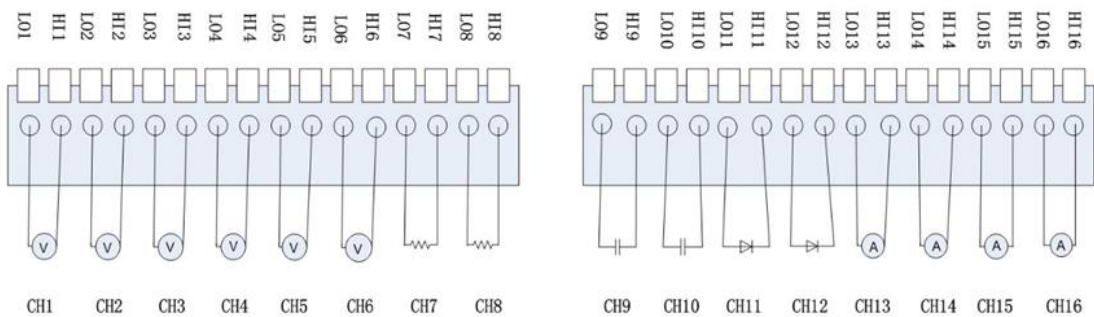 LO1 HI1 LO2 HI2 LO3 HI3 LO4 HI4 LO5 HI5 LO6 HI6 LO7 HI7 LO8 HI8
V V V V V V
CH1 CH2 CH3 CH4 CH5 CH6 CH7 CH8
LO9 HI9 LO10 HI10 LO11 HI11 LO12 HI12 LO13 HI13 LO14 HI14 LO15 HI15 LO16 HI16
A A A A
CH9 CH10 CH11 CH12 CH13 CH14 CH15 CH16